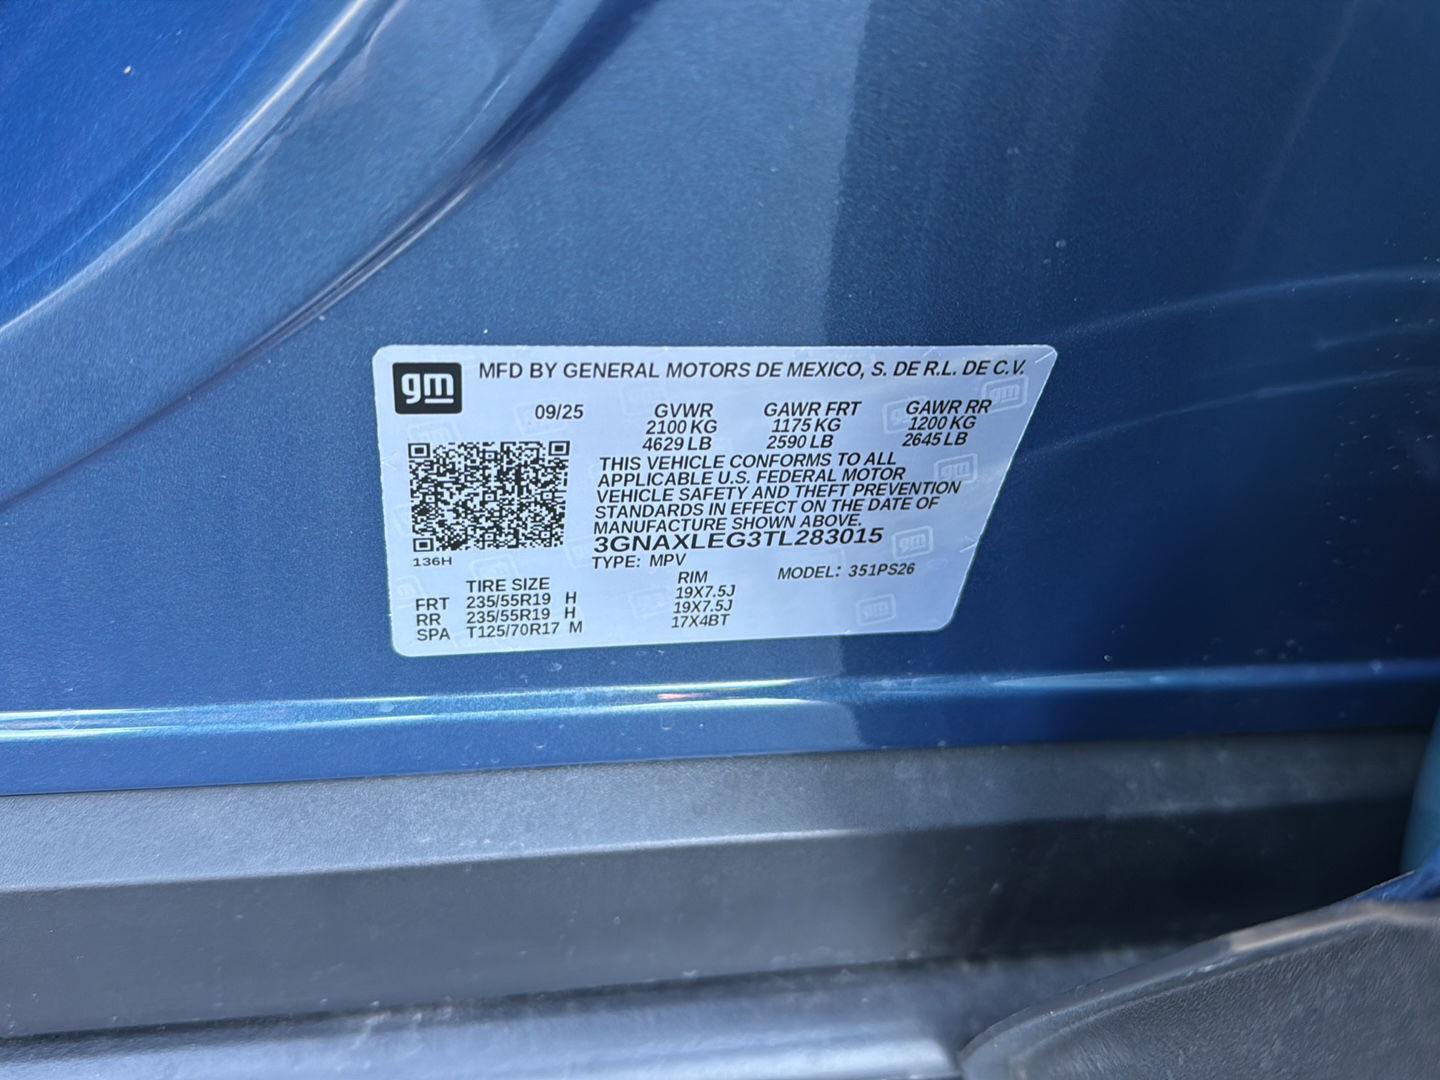 gm
MFD BY GENERAL MOTORS DE MEXICO, S. DE R.L. DE C.V.
09/25 GVWR GAWR FRT GAWR RR
2100 KG 1175 KG 1200 KG
4629 LB 2590 LB 2645 LB
THIS VEHICLE CONFORMS TO ALL
APPLICABLE U.S. FEDERAL MOTOR
VEHICLE SAFETY AND THEFT PREVENTION
STANDARDS IN EFFECT ON THE DATE OF
MANUFACTURE SHOWN ABOVE.
3GNAXLEG3TL283015
136H
TYPE: MPV MODEL: 351PS26
TIRE SIZE RIM
FRT 235/55R19 H 19X7.5J
RR 235/55R19 H 19X7.5J
SPA T125/70R17 M 17X4BT